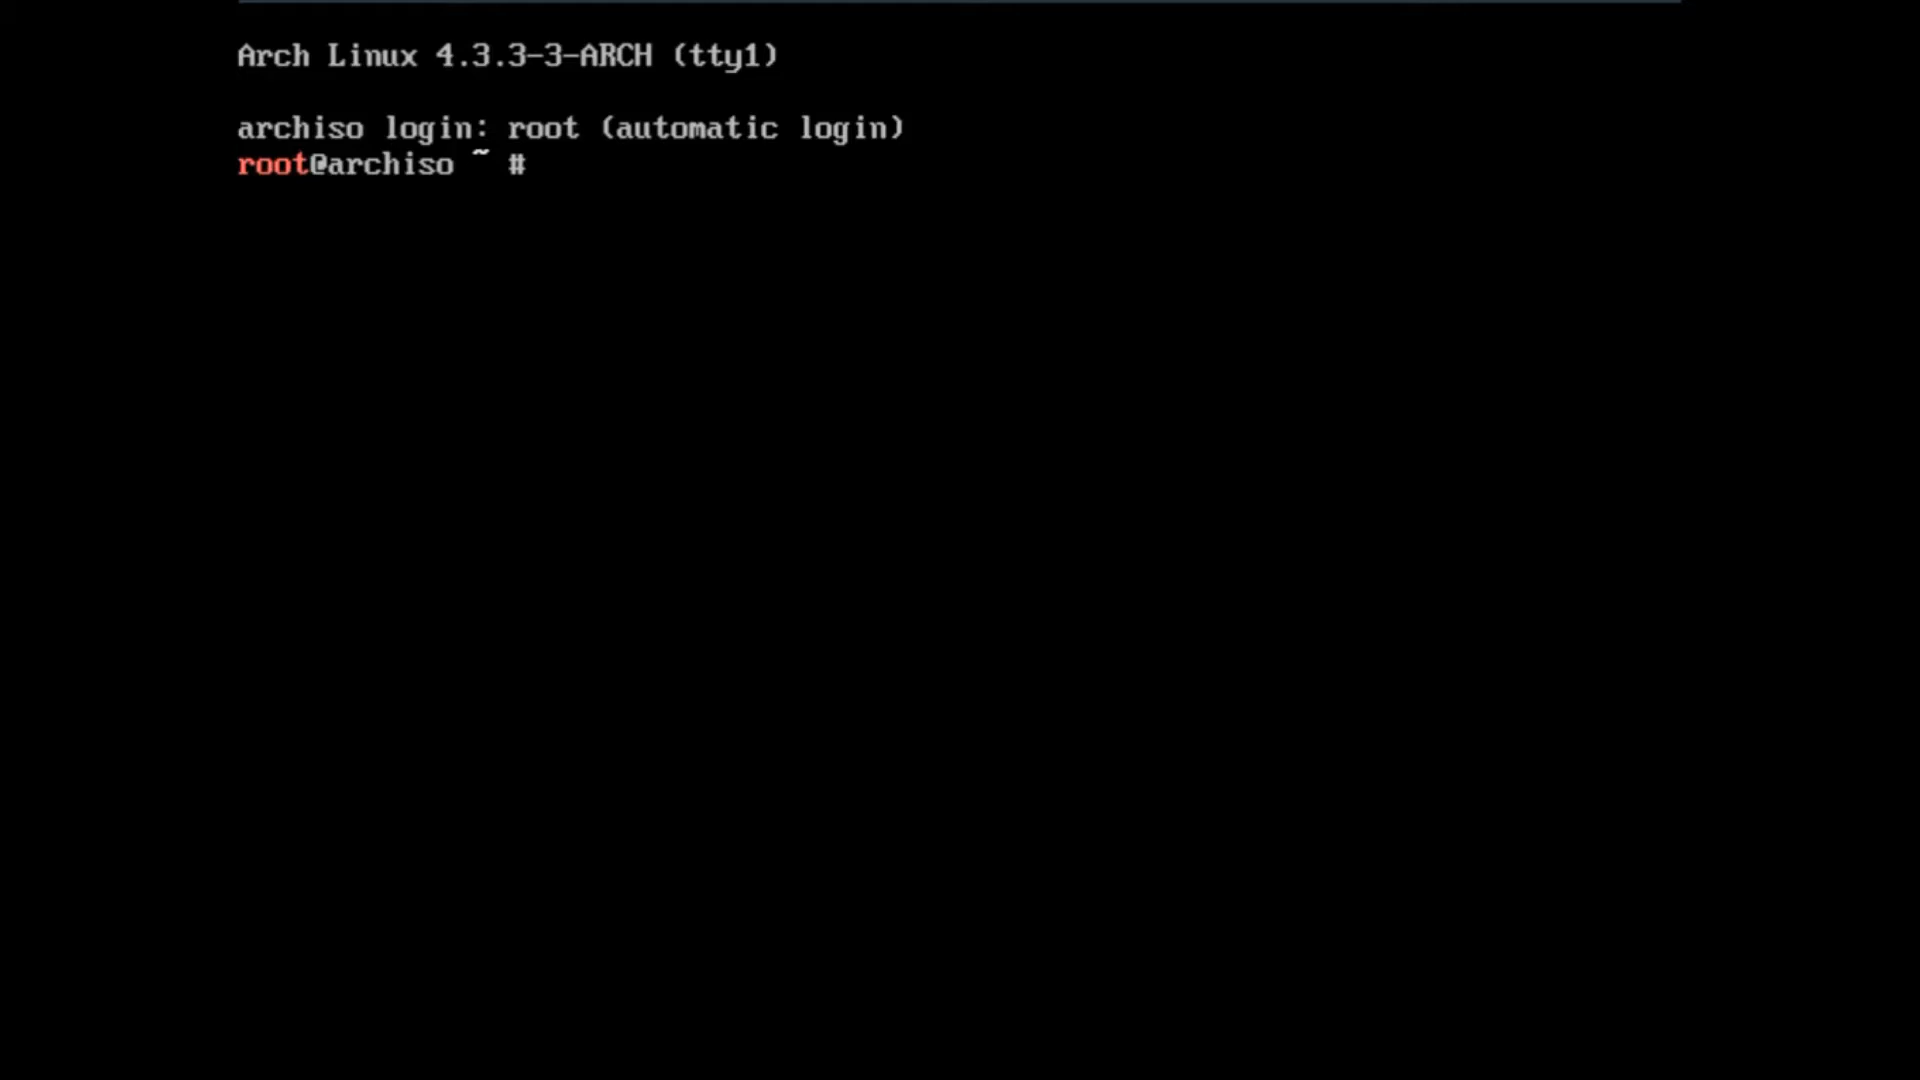 Arch Linux 4.3.3-3-ARCH (tty1)
archiso login: root (automatic login)
root@archiso ~ #